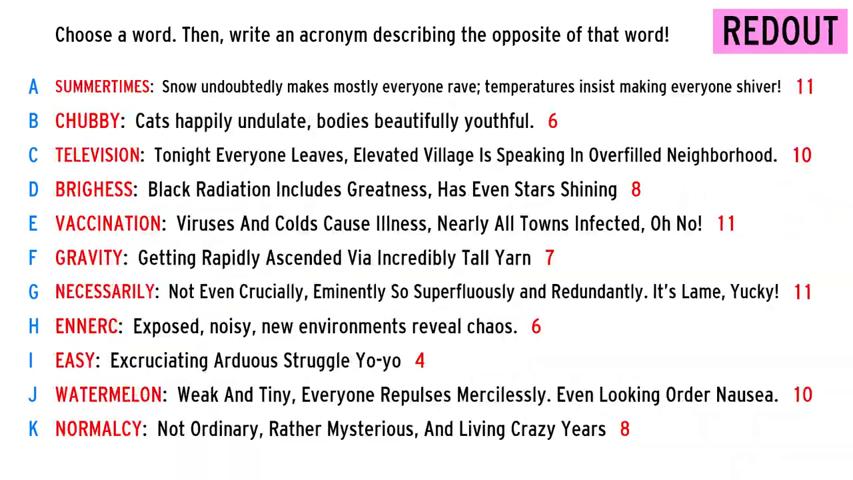 Choose a word. Then, write an acronym describing the opposite of that word!
REDOUT
A SUMMERTIMES: Snow undoubtedly makes mostly everyone rave; temperatures insist making everyone shiver! 11
B CHUBBY: Cats happily undulate, bodies beautifully youthful. 6
C TELEVISION: Tonight Everyone Leaves, Elevated Village Is Speaking In Overfilled Neighborhood. 10
D BRIGHESS: Black Radiation Includes Greatness, Has Even Stars Shining 8
E VACCINATION: Viruses And Colds Cause Illness, Nearly All Towns Infected, Oh No! 11
F GRAVITY: Getting Rapidly Ascended Via Incredibly Tall Yarn 7
G NECESSARILY: Not Even Crucially, Eminently So Superfluously and Redundantly. It's Lame, Yucky! 11
H ENNERC: Exposed, noisy, new environments reveal chaos. 6
I EASY: Excruciating Arduous Struggle Yo-yo 4
J WATERMELON: Weak And Tiny, Everyone Repulses Mercilessly. Even Looking Order Nausea. 10
K NORMALCY: Not Ordinary, Rather Mysterious, And Living Crazy Years 8